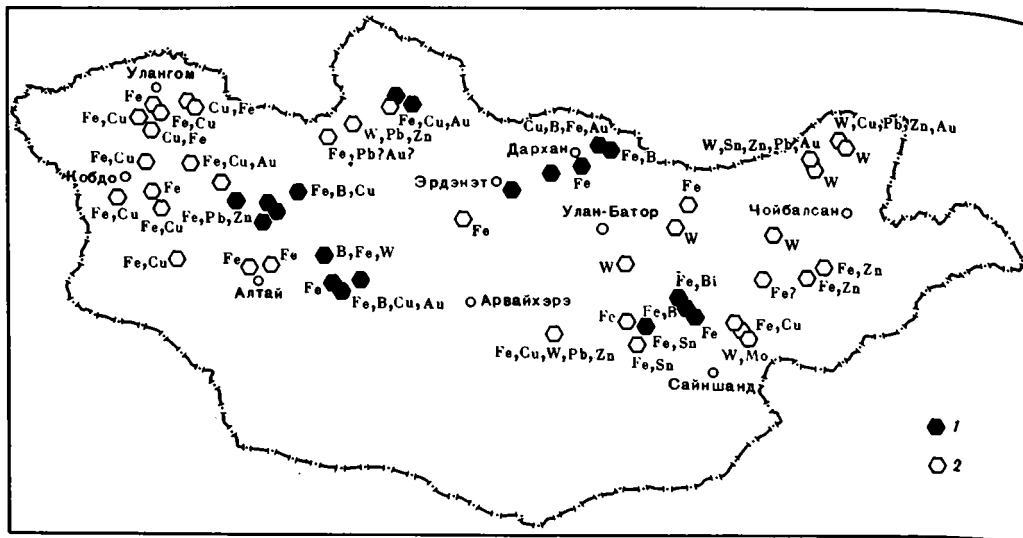 Улангом
Fe
Cu, Fe
Fe, Cu
Fe, Cu
Cu, Fe
Fe, Cu, Au
W, Pb, Zn
Fe, Pb? Au?
Cu, B, Fe, Au
Дархан
Fe, B
Fe
W, Cu, Pb, Zn, Au
W, Sn, Zn, Pb, Au
W
W
Fe, Cu
Fe, Cu, Au
Кобдо
Fe
Fe, B, Cu
Эрдэнэт
Fe
Fe, Cu
Fe, Cu
Fe, Pb, Zn
Fe
Улан-Батор
W
Чойбалсан
W
Fe, Cu
Fe
Fe
B, Fe, W
W
Fe, Zn
Fe?
Fe, Zn
Алтай
Fe
Fe, B, Cu, Au
Арвайхэрэ
Fe, Bi
Fe, B
Fe
Fe
Fe, Cu
Fe, Sn
Fe, Cu, W, Pb, Zn
Fe, Sn
W, Mo
Сайншанд
1
2